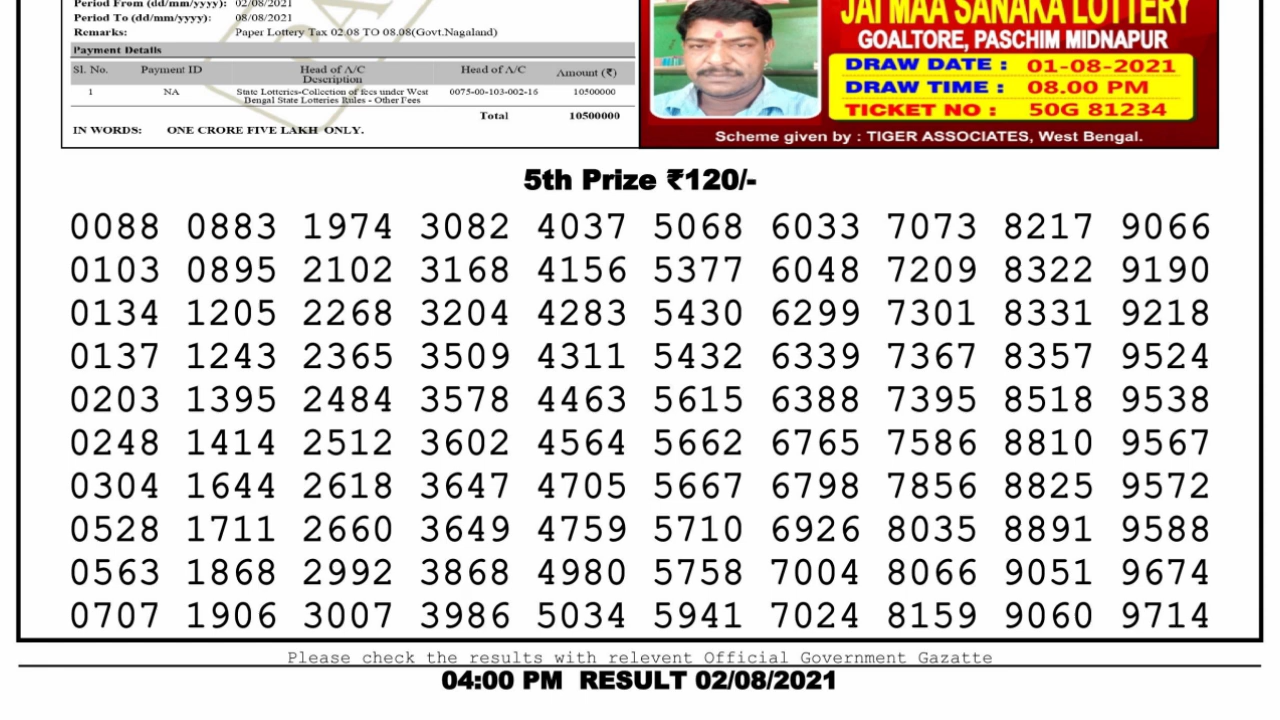 Period From (dd/mm/yyyy): 02/08/2021
Period To (dd/mm/yyyy): 08/08/2021
Remarks: Paper Lottery Tax 02.08 TO 08.08(Govt.Nagaland)
Payment Details
Sl. No. Payment ID Head of A/C Description Head of A/C Amount (₹)
1 NA State Lotteries-Collection of fees under West Bengal State Lotteries Rules - Other Fees 0075-00-103-002-16 10500000
Total 10500000
IN WORDS: ONE CRORE FIVE LAKH ONLY.
JAI MAA SANAKA LOTTERY
GOALTORE, PASCHIM MIDNAPUR
DRAW DATE : 01-08-2021
DRAW TIME : 08.00 PM
TICKET NO : 50G 81234
Scheme given by : TIGER ASSOCIATES, West Bengal.
5th Prize ₹120/-
0088 0883 1974 3082 4037 5068 6033 7073 8217 9066
0103 0895 2102 3168 4156 5377 6048 7209 8322 9190
0134 1205 2268 3204 4283 5430 6299 7301 8331 9218
0137 1243 2365 3509 4311 5432 6339 7367 8357 9524
0203 1395 2484 3578 4463 5615 6388 7395 8518 9538
0248 1414 2512 3602 4564 5662 6765 7586 8810 9567
0304 1644 2618 3647 4705 5667 6798 7856 8825 9572
0528 1711 2660 3649 4759 5710 6926 8035 8891 9588
0563 1868 2992 3868 4980 5758 7004 8066 9051 9674
0707 1906 3007 3986 5034 5941 7024 8159 9060 9714
Please check the results with relevent Official Government Gazatte
04:00 PM RESULT 02/08/2021